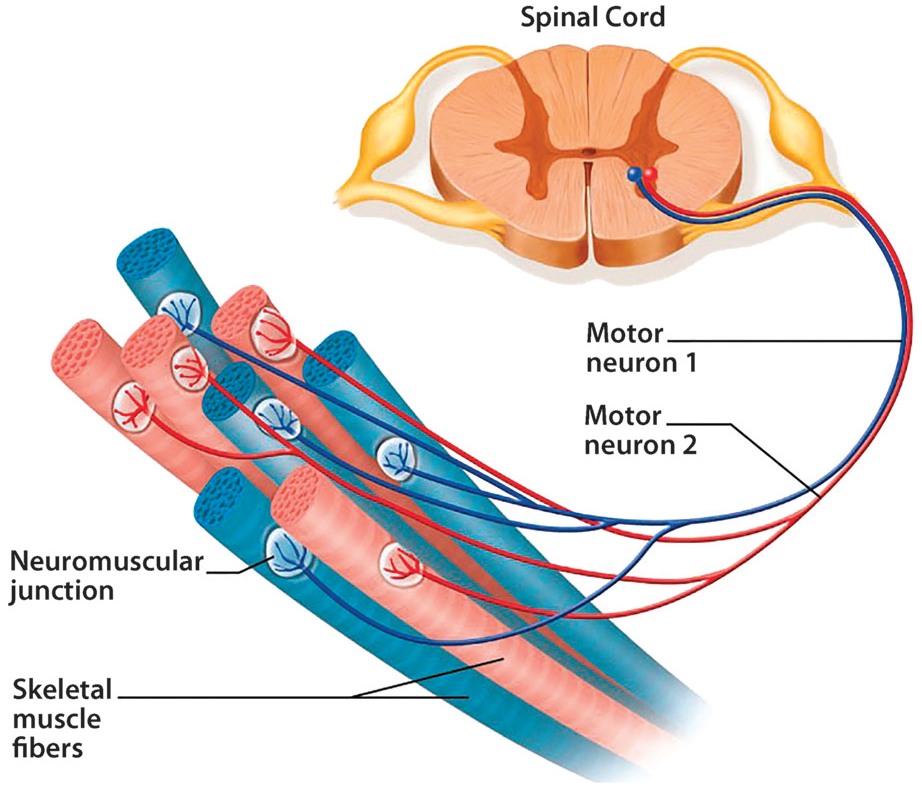 Spinal Cord
Motor
neuron 1
Motor
neuron 2
Neuromuscular
junction
Skeletal
muscle
fibers